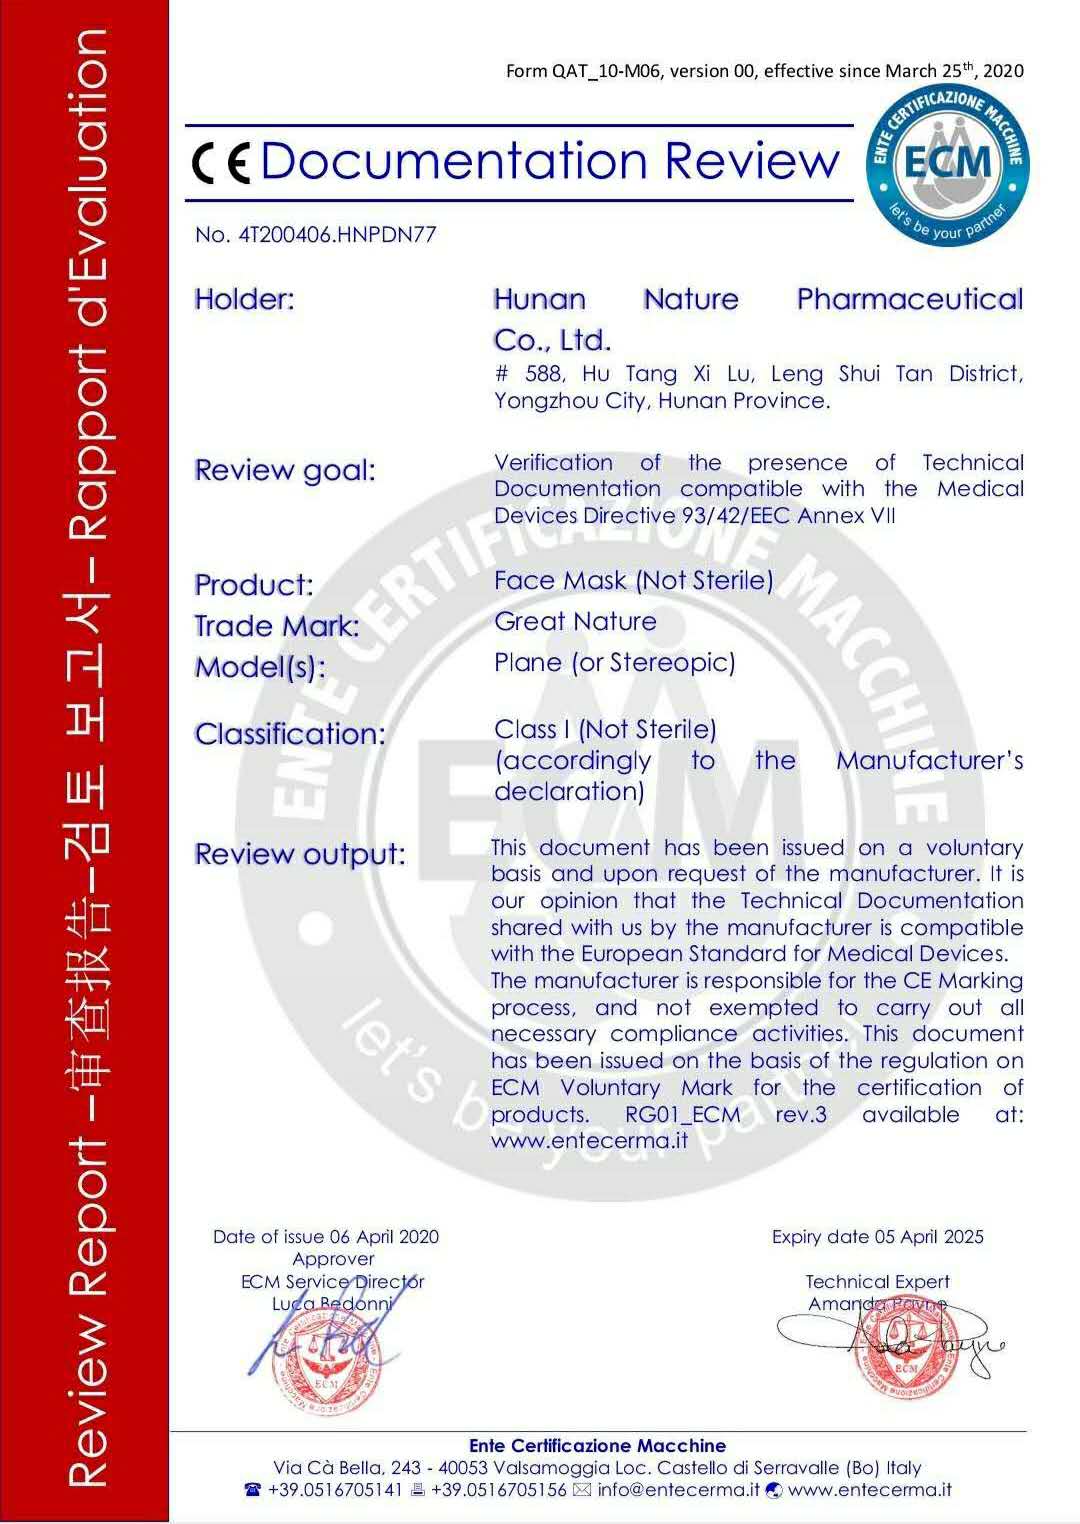 Form QAT_10-M06, version 00, effective since March 25th, 2020
CE Documentation Review
ENTE CERTIFICAZIONE MACCHINE
ECM
let's be your partner
No. 4T200406.HNPDN77
Holder: Hunan Nature Pharmaceutical
Co., Ltd.
# 588, Hu Tang Xi Lu, Leng Shui Tan District,
Yongzhou City, Hunan Province.
Review goal: Verification of the presence of Technical
Documentation compatible with the Medical
Devices Directive 93/42/EEC Annex VII
Product: Face Mask (Not Sterile)
Trade Mark: Great Nature
Model(s): Plane (or Stereopic)
Classification: Class I (Not Sterile)
(accordingly to the Manufacturer's
declaration)
Review output: This document has been issued on a voluntary
basis and upon request of the manufacturer. It is
our opinion that the Technical Documentation
shared with us by the manufacturer is compatible
with the European Standard for Medical Devices.
The manufacturer is responsible for the CE Marking
process, and not exempted to carry out all
necessary compliance activities. This document
has been issued on the basis of the regulation on
ECM Voluntary Mark for the certification of
products. RG01_ECM rev.3 available at:
www.entecerma.it
ENTE CERTIFICAZIONE MACCHINE
ECM
let's be your partner
Date of issue 06 April 2020
Approver
ECM Service Director
Luca Bedonni
Expiry date 05 April 2025
Technical Expert
Amanda Payne
ECM
ECM
Ente Certificazione Macchine
Via Cà Bella, 243 - 40053 Valsamoggia Loc. Castello di Serravalle (Bo) Italy
☎ +39.0516705141 +39.0516705156 ✉ info@entecerma.it www.entecerma.it
Review Report –审查报告–검토 보고서– Rapport d'Evaluation